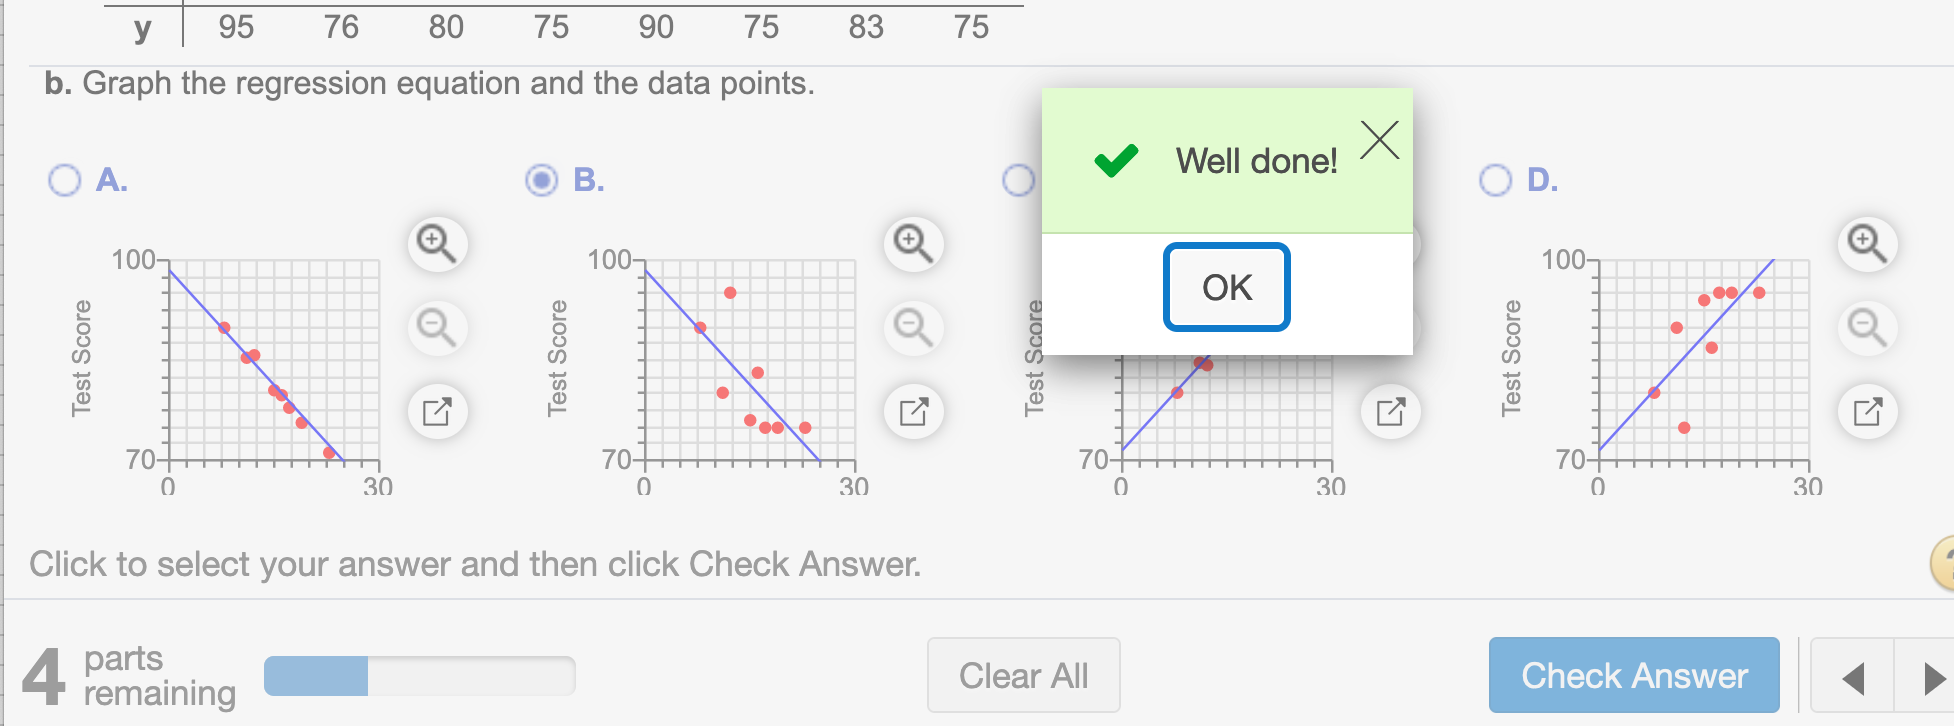 y 95 76 80 75 90 75 83 75
b. Graph the regression equation and the data points.
Well done!
OK
A.
B.
D.
100
70
0 30
Test Score
100
70
0 30
Test Score
70
0 30
Test Score
100
70
0 30
Test Score
Click to select your answer and then click Check Answer.
?
4 parts
remaining
Clear All
Check Answer